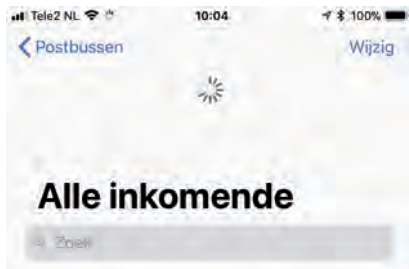 Tele2 NL 10:04 100%
Postbussen Wijzig
Alle inkomende
Zoek